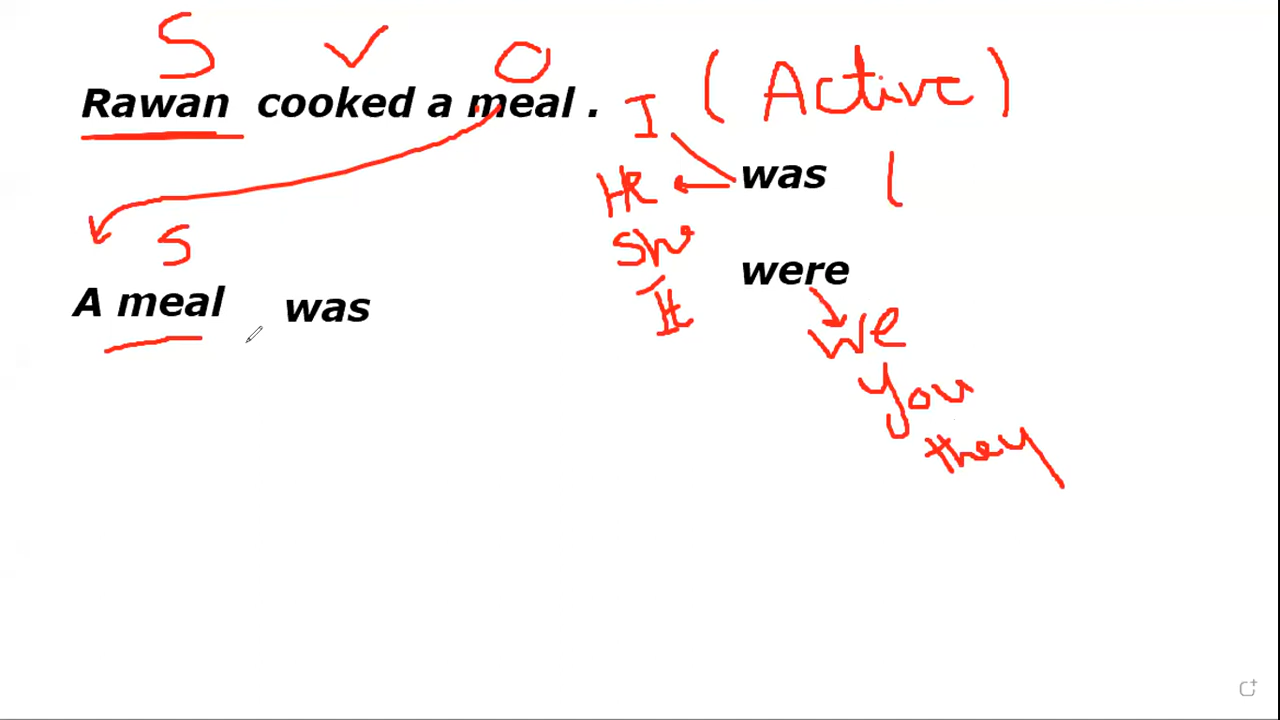 S V O
Rawan cooked a meal . I (Active)
He was (
She
were
S
A meal was It
We
you
they